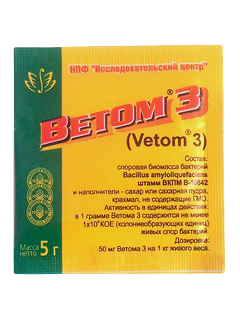 НПФ "Исследовательский центр"
ВЕТОМ® 3
(Vetom® 3)
Состав:
споровая биомасса бактерий
Bacillus amyloliquefaciens
штамм ВКПМ В-10642
и наполнители - сахар или сахарная пудра,
крахмал, не содержащие ГМО.
Активность в единицах действия:
в 1 грамме Ветома 3 содержится не менее
1х10⁶ КОЕ (колониеобразующих единиц)
живых спор бактерий.
Дозировка:
50 мг Ветома 3 на 1 кг живого веса.
Масса
нетто 5 г